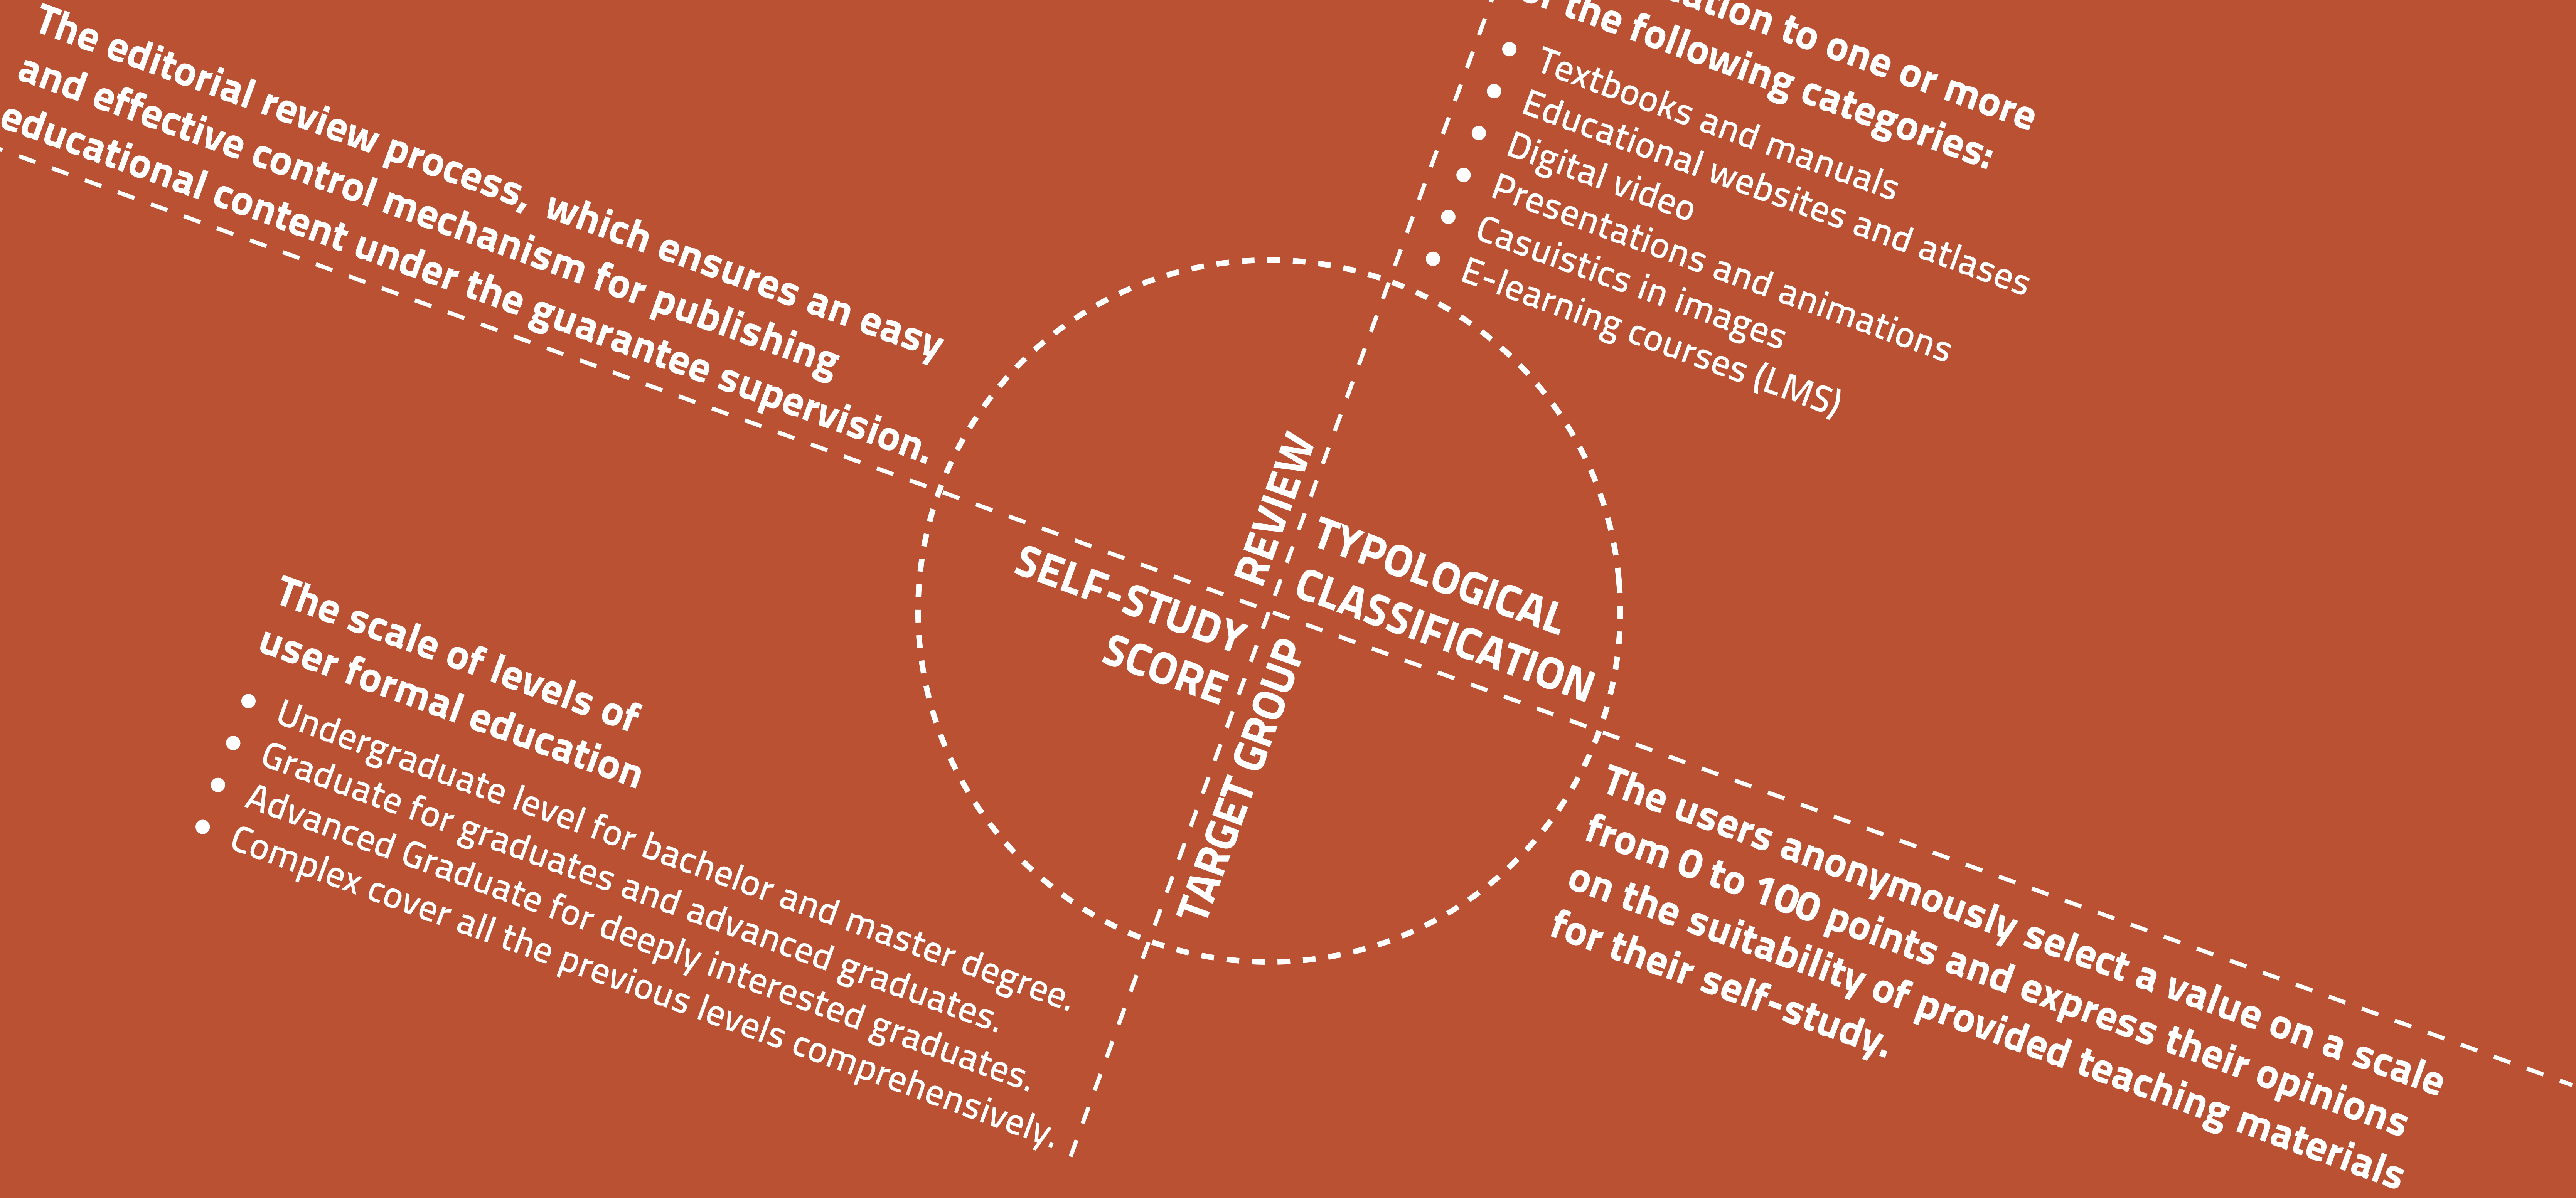 The editorial review process, which ensures an easy
and effective control mechanism for publishing
educational content under the guarantee supervision.
to one or more
the following categories:
• Textbooks and manuals
• Educational websites and atlases
• Digital video
• Presentations and animations
• Casuistics in images
• E-learning courses (LMS)
REVIEW
TYPOLOGICAL
CLASSIFICATION
SELF-STUDY
SCORE
TARGET GROUP
The scale of levels of
user formal education
• Undergraduate level for bachelor and master degree.
• Graduate for graduates and advanced graduates.
• Advanced Graduate for deeply interested graduates.
• Complex cover all the previous levels comprehensively.
The users anonymously select a value on a scale
from 0 to 100 points and express their opinions
on the suitability of provided teaching materials
for their self-study.